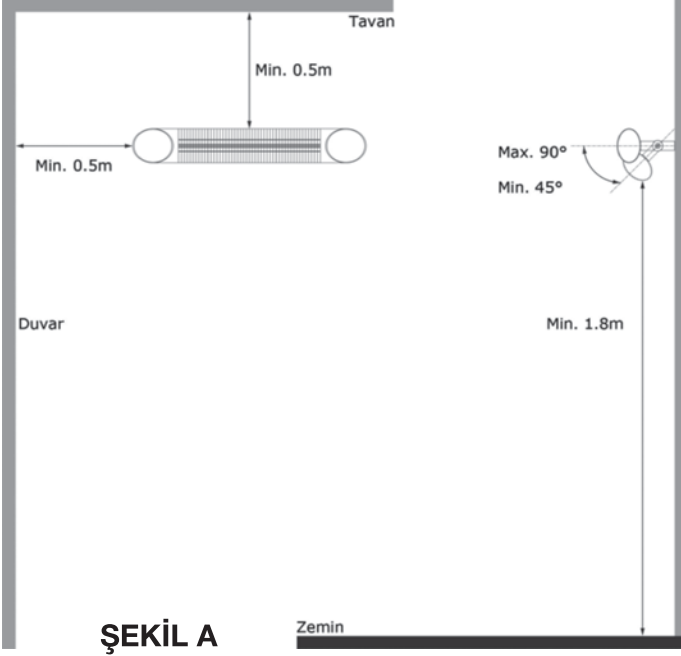 Tavan
Min. 0.5m
Min. 0.5m
Max. 90°
Min. 45°
Duvar
Min. 1.8m
ŞEKİL A
Zemin